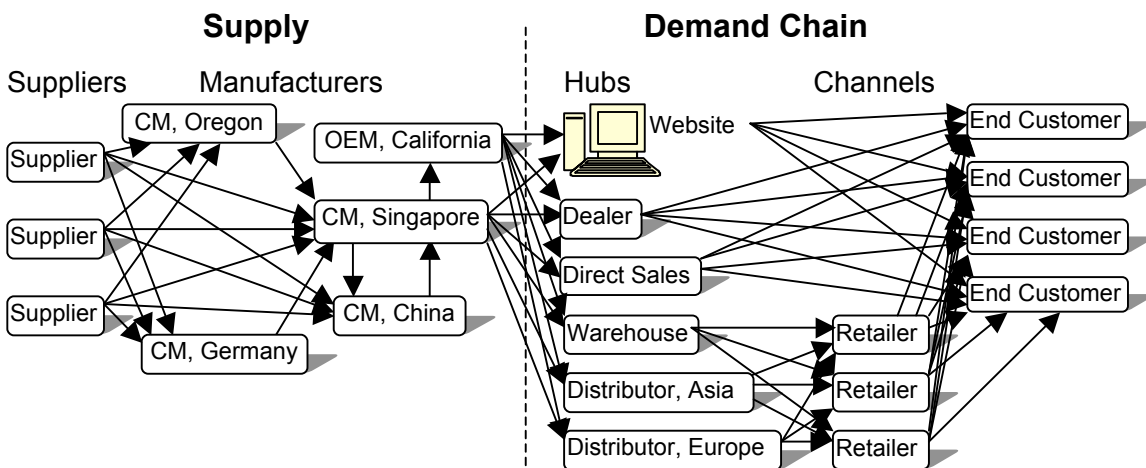 Supply
Demand Chain
Suppliers
Manufacturers
Hubs
Channels
CM, Oregon
OEM, California
Website
End Customer
Supplier
End Customer
CM, Singapore
Dealer
Supplier
End Customer
Direct Sales
End Customer
Supplier
CM, China
Warehouse
Retailer
CM, Germany
Distributor, Asia
Retailer
Distributor, Europe
Retailer